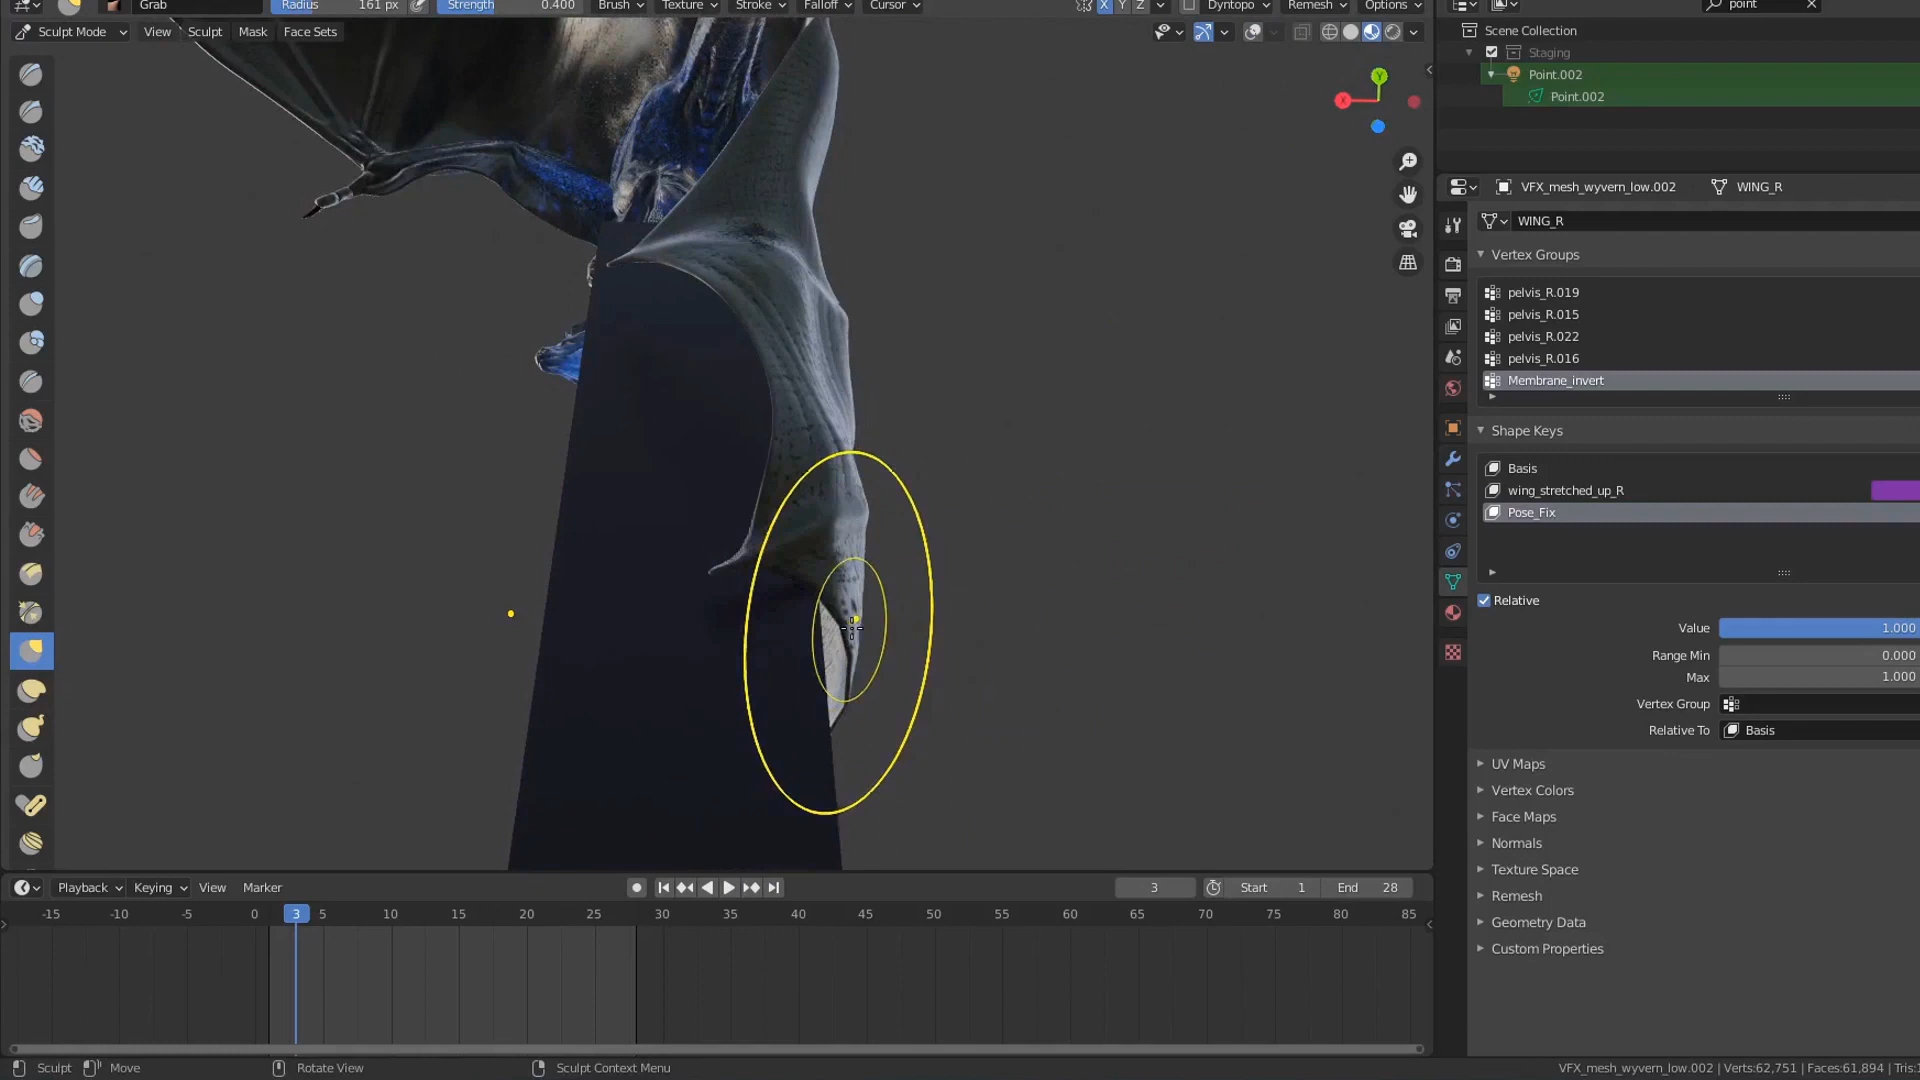 Grab Radius 161 px Strength 0.400 Brush Texture Stroke Falloff Cursor X Y Z Dyntopo Remesh Options point
Sculpt Mode View Sculpt Mask Face Sets
Scene Collection
Staging
Point.002
Point.002
Y
X
VFX_mesh_wyvern_low.002 WING_R
WING_R
Vertex Groups
pelvis_R.019
pelvis_R.015
pelvis_R.022
pelvis_R.016
Membrane_invert
Shape Keys
Basis
wing_stretched_up_R
Pose_Fix
Relative
Value 1.000
Range Min 0.000
Max 1.000
Vertex Group
Relative To Basis
UV Maps
Vertex Colors
Face Maps
Normals
Texture Space
Remesh
Geometry Data
Custom Properties
Playback Keying View Marker 3 Start 1 End 28
-15 -10 -5 0 3 5 10 15 20 25 30 35 40 45 50 55 60 65 70 75 80 85
Sculpt Move Rotate View Sculpt Context Menu VFX_mesh_wyvern_low.002 | Verts:62,751 | Faces:61,894 | Tris: